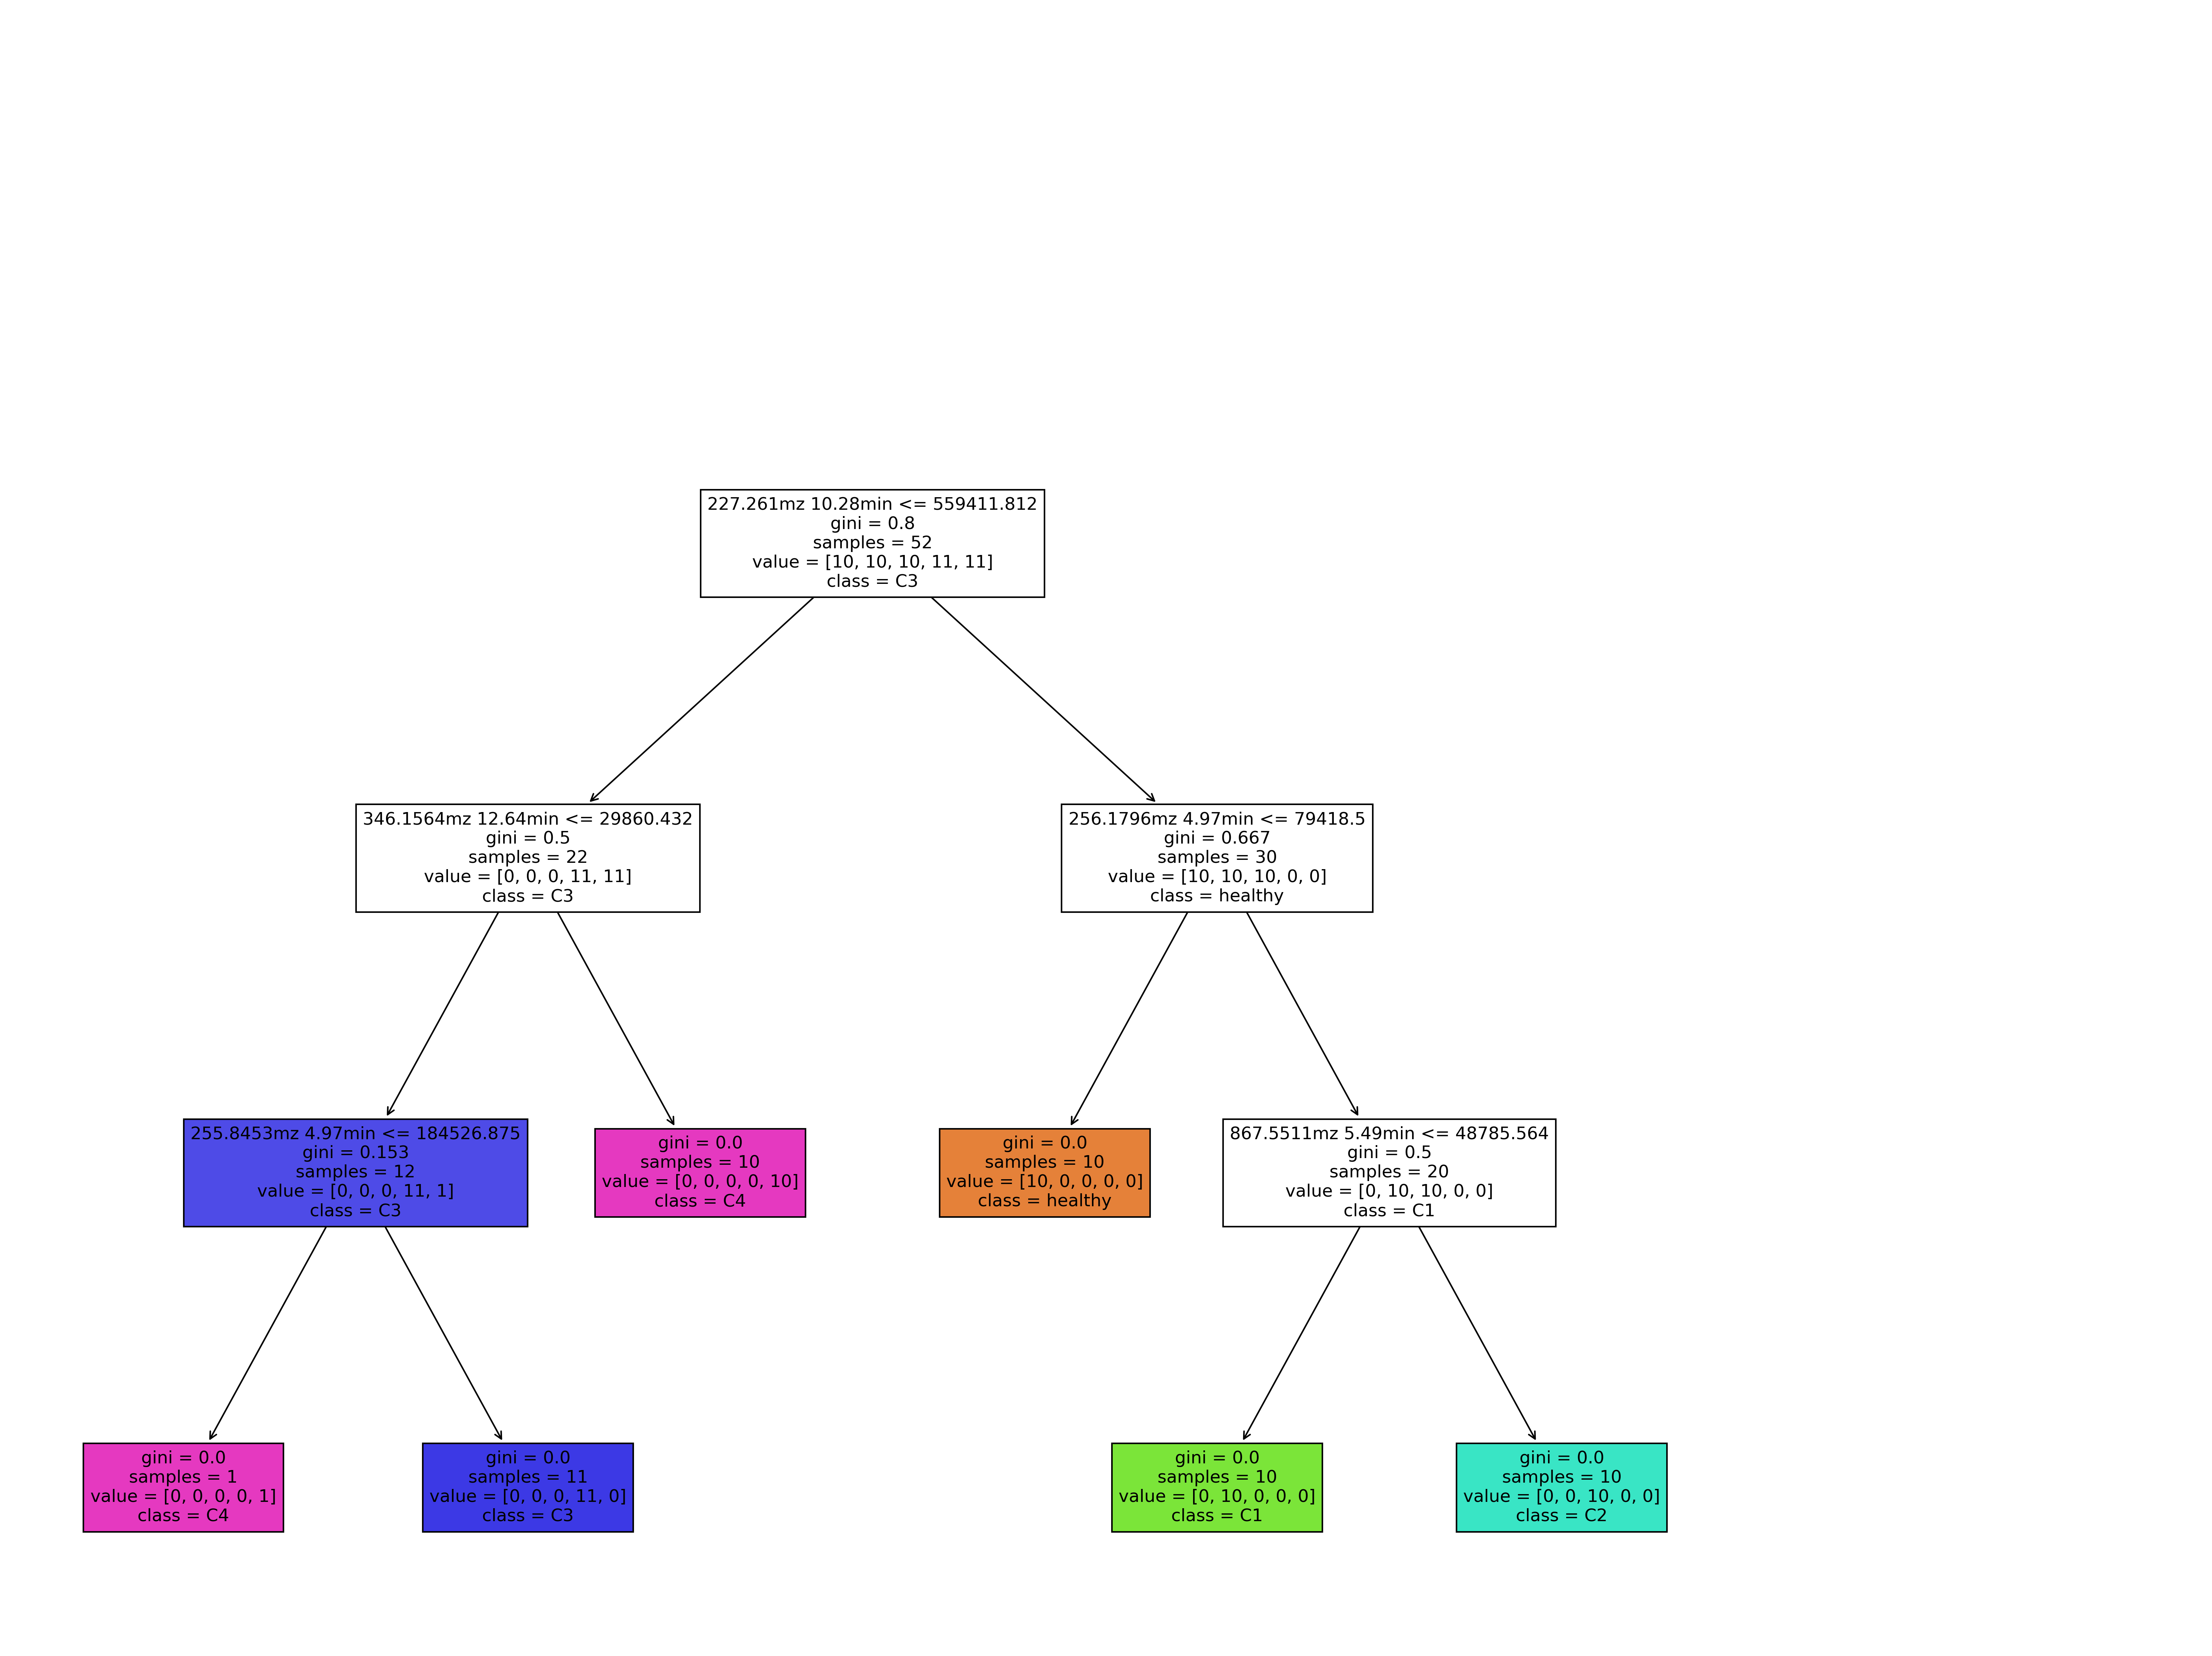 227.261mz 10.28min <= 559411.812
gini = 0.8
samples = 52
value = [10, 10, 10, 11, 11]
class = C3
346.1564mz 12.64min <= 29860.432
gini = 0.5
samples = 22
value = [0, 0, 0, 11, 11]
class = C3
256.1796mz 4.97min <= 79418.5
gini = 0.667
samples = 30
value = [10, 10, 10, 0, 0]
class = healthy
255.8453mz 4.97min <= 184526.875
gini = 0.153
samples = 12
value = [0, 0, 0, 11, 1]
class = C3
gini = 0.0
samples = 10
value = [0, 0, 0, 0, 10]
class = C4
gini = 0.0
samples = 10
value = [10, 0, 0, 0, 0]
class = healthy
867.5511mz 5.49min <= 48785.564
gini = 0.5
samples = 20
value = [0, 10, 10, 0, 0]
class = C1
gini = 0.0
samples = 1
value = [0, 0, 0, 0, 1]
class = C4
gini = 0.0
samples = 11
value = [0, 0, 0, 11, 0]
class = C3
gini = 0.0
samples = 10
value = [0, 10, 0, 0, 0]
class = C1
gini = 0.0
samples = 10
value = [0, 0, 10, 0, 0]
class = C2